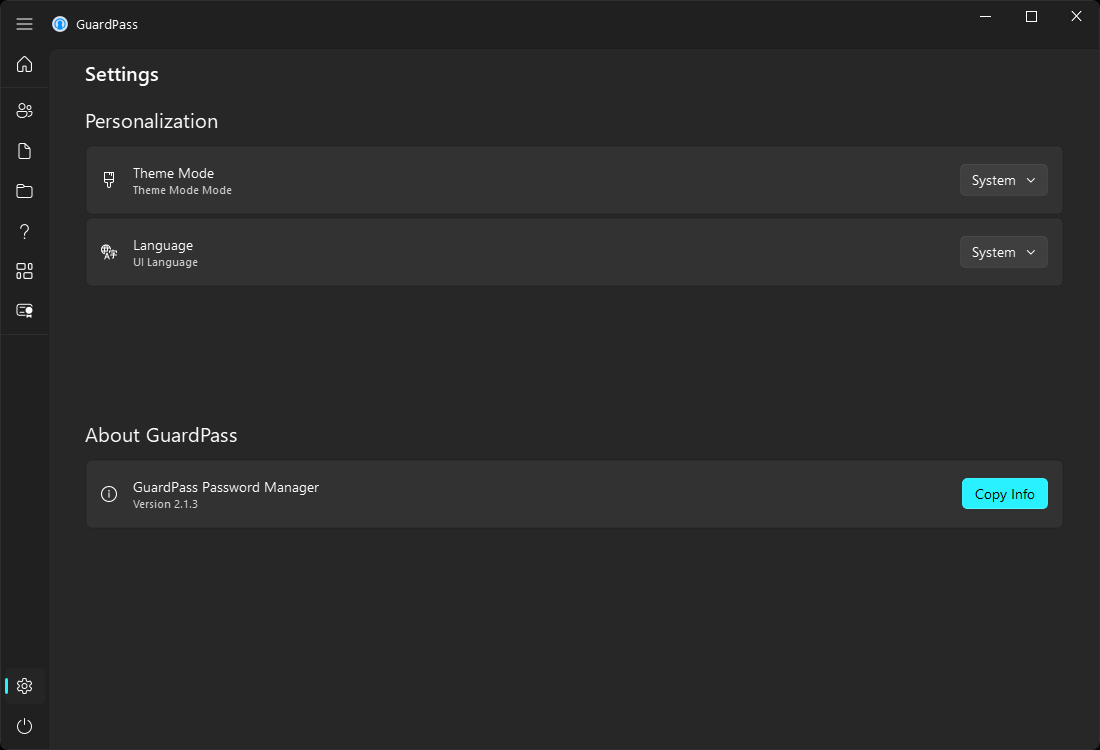 GuardPass
Settings
Personalization
Theme Mode
Theme Mode Mode
System
Language
UI Language
System
About GuardPass
GuardPass Password Manager
Version 2.1.3
Copy Info